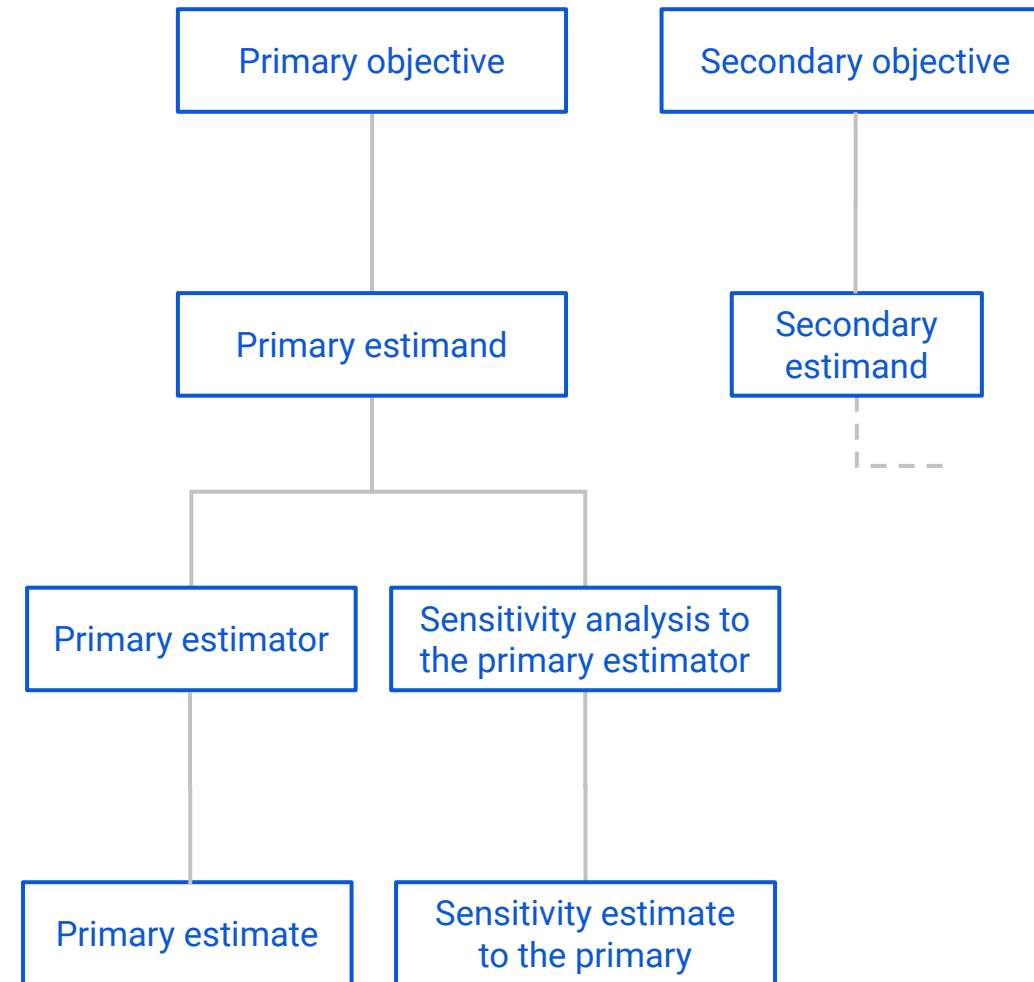 Primary objective
Secondary objective
Primary estimand
Secondary
estimand
Primary estimator
Sensitivity analysis to
the primary estimator
Primary estimate
Sensitivity estimate
to the primary